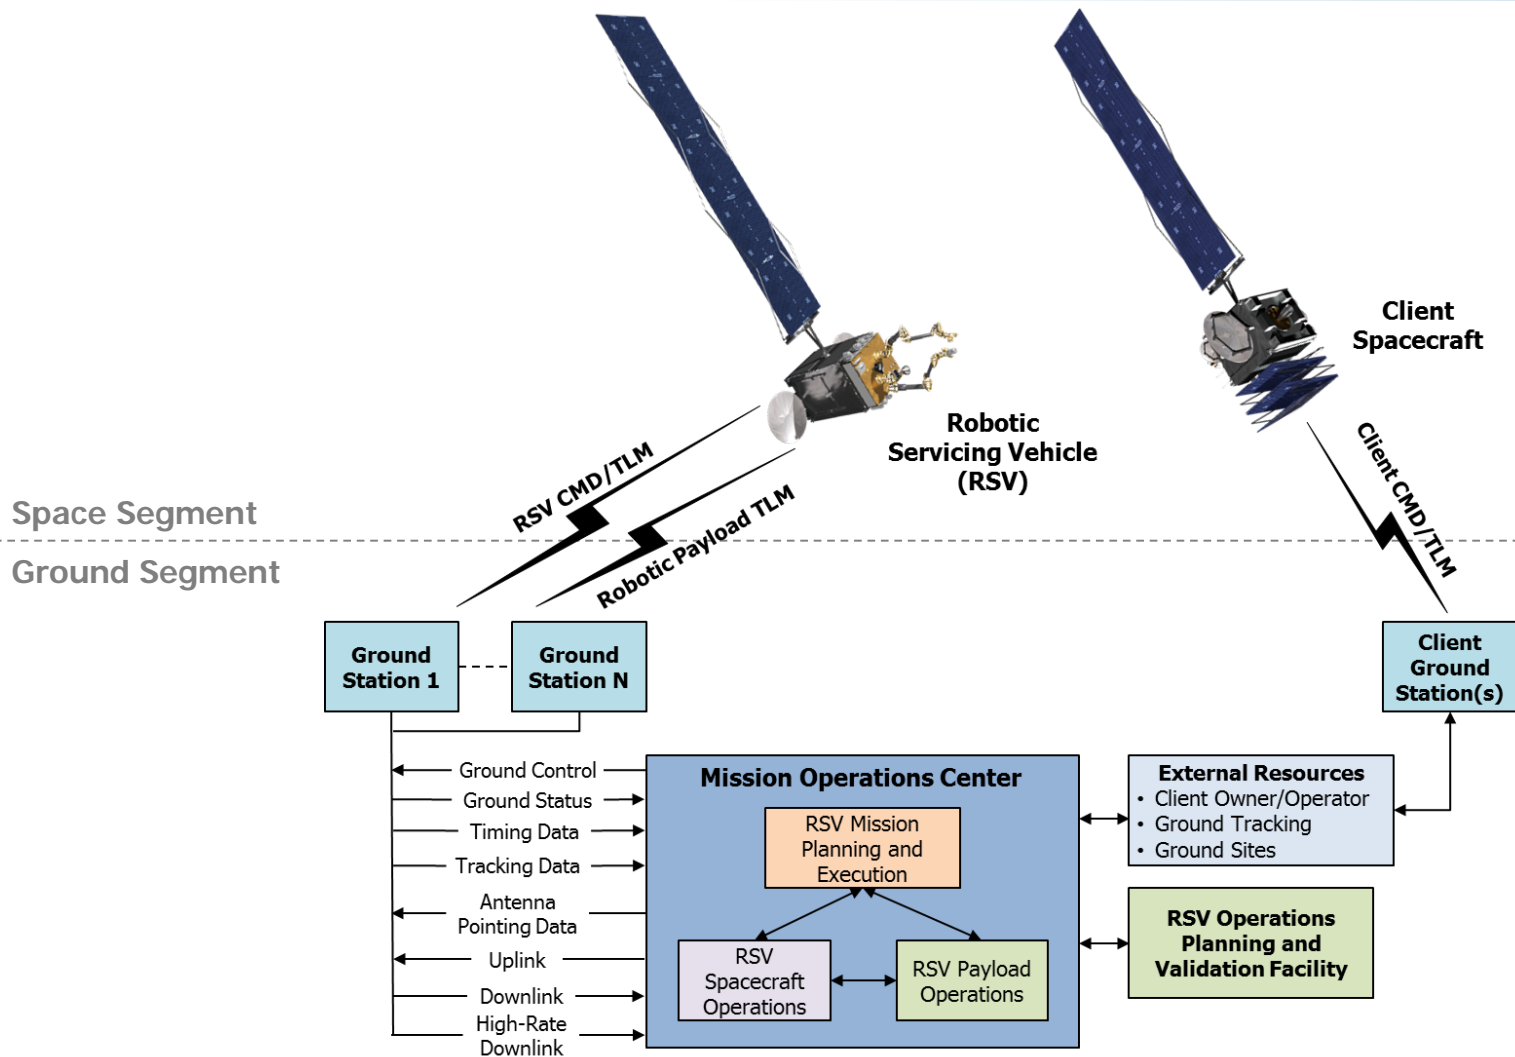 Client
Spacecraft
Robotic
Servicing Vehicle
(RSV)
RSV CMD/TLM
Robotic Payload TLM
Client CMD/TLM
Space Segment
Ground Segment
Ground
Station 1
Ground
Station N
Client
Ground
Station(s)
Ground Control
Ground Status
Timing Data
Tracking Data
Antenna
Pointing Data
Uplink
Downlink
High-Rate
Downlink
Mission Operations Center
RSV Mission
Planning and
Execution
RSV
Spacecraft
Operations
RSV Payload
Operations
External Resources
• Client Owner/Operator
• Ground Tracking
• Ground Sites
RSV Operations
Planning and
Validation Facility